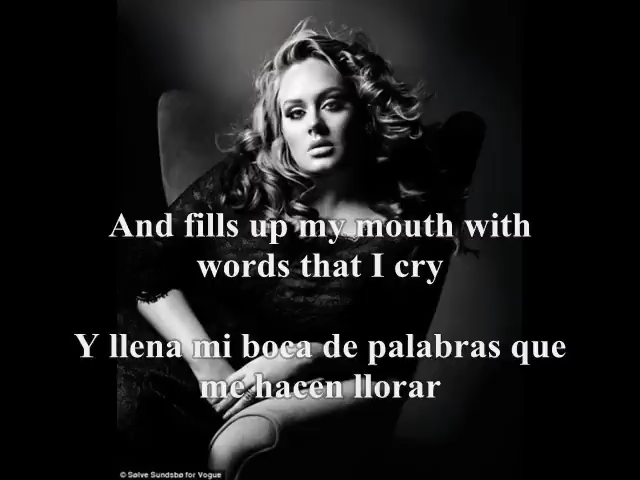 And fills up my mouth with
words that I cry
Y llena mi boca de palabras que
me hacen llorar
© Sølve Sundsbø for Vogue